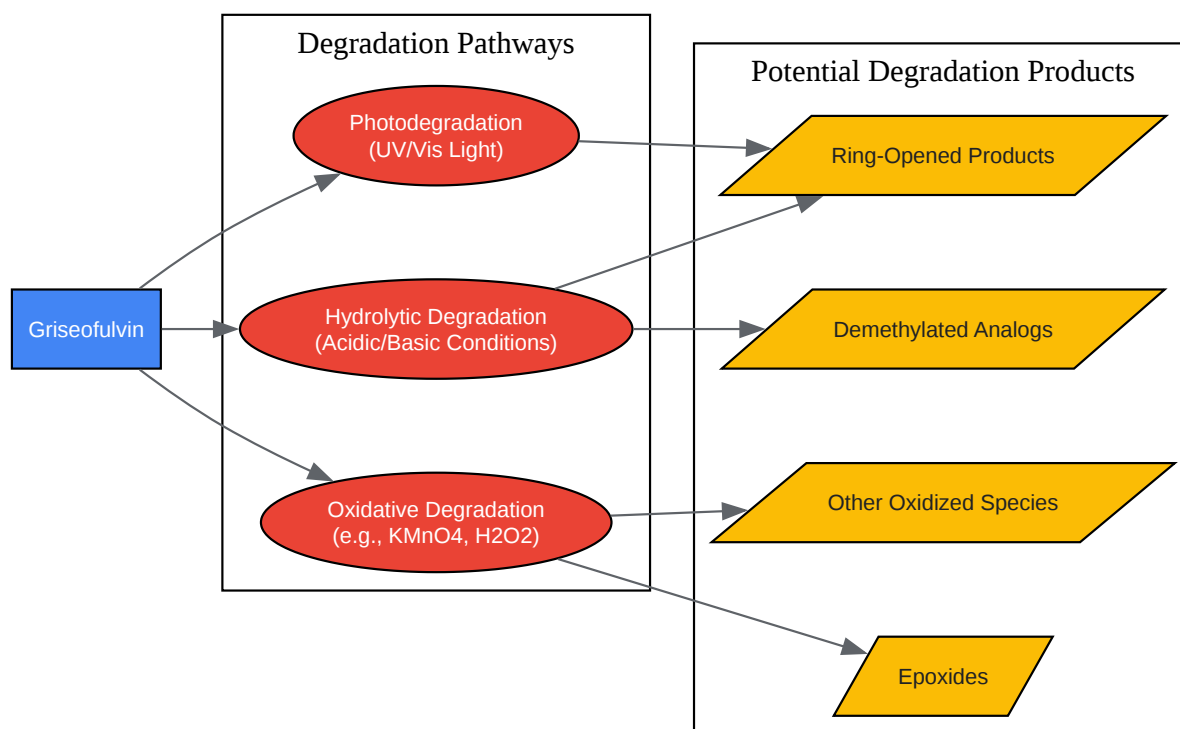 Degradation Pathways
Potential Degradation Products
Photodegradation
(UV/Vis Light)
Ring-Opened Products
Griseofulvin
Hydrolytic Degradation
(Acidic/Basic Conditions)
Demethylated Analogs
Oxidative Degradation
(e.g., KMnO4, H2O2)
Other Oxidized Species
Epoxides